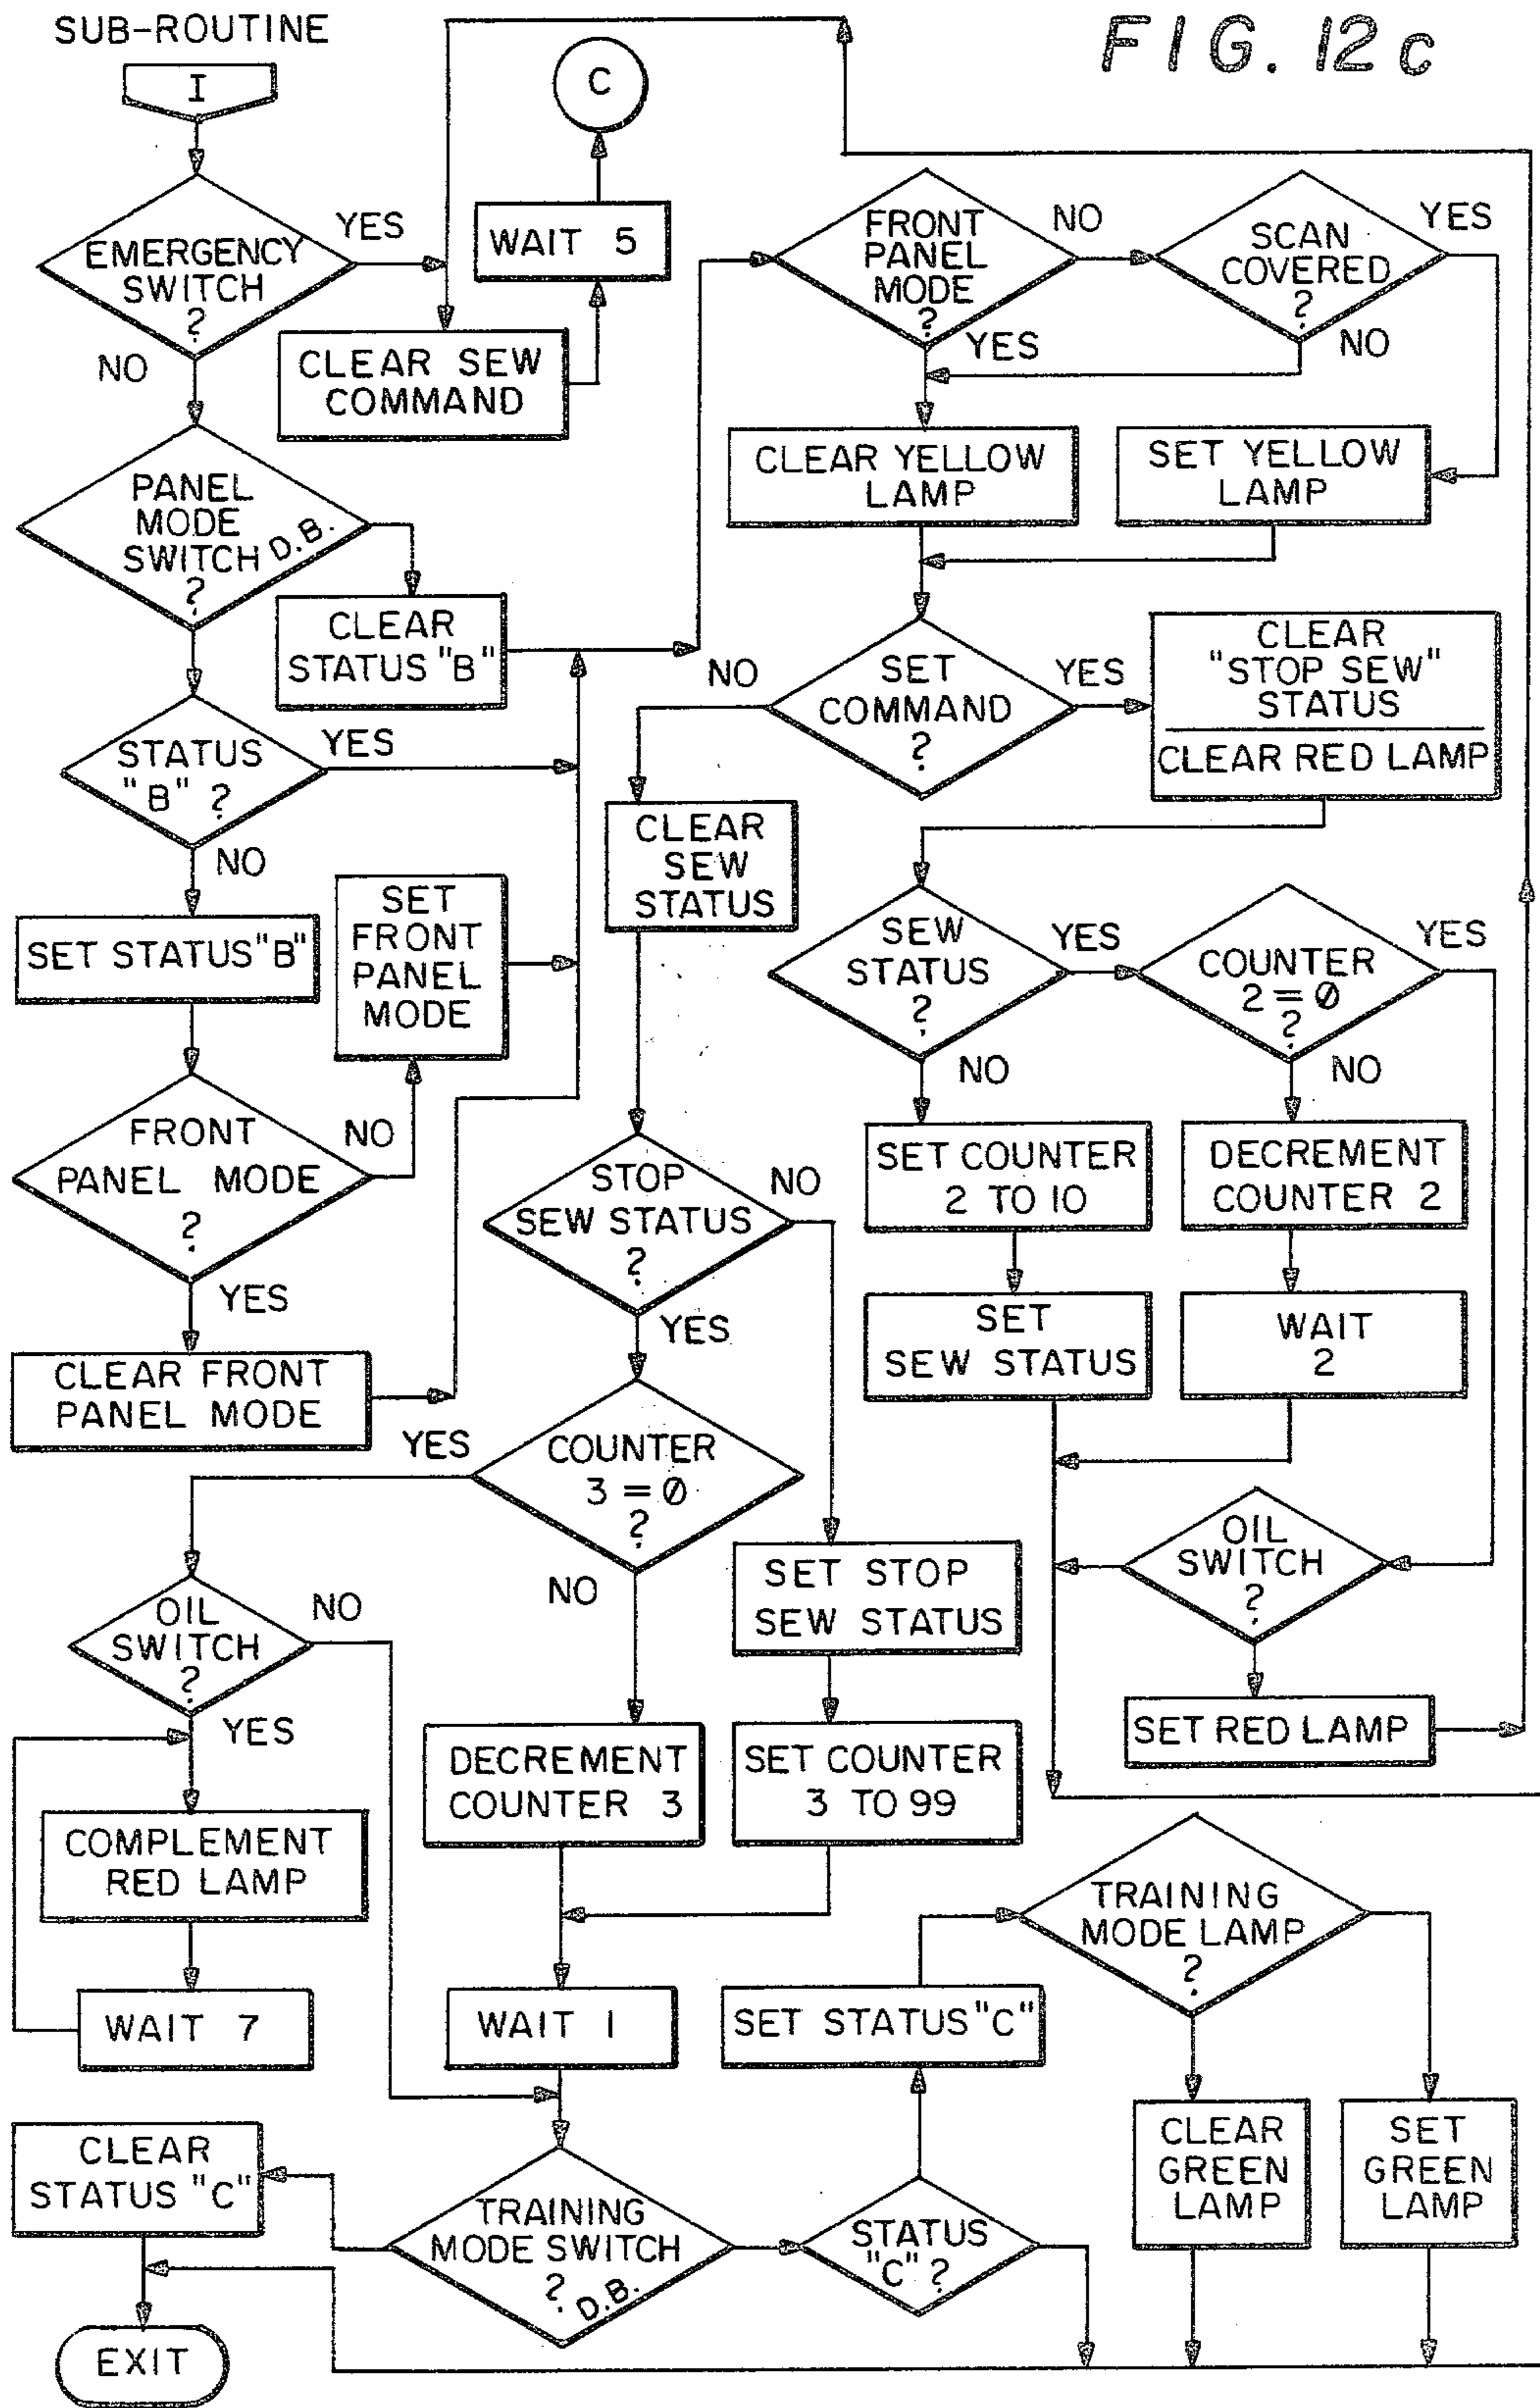 SUB-ROUTINE
FIG. 12c
I
C
EMERGENCY
SWITCH
?
YES
NO
WAIT 5
CLEAR SEW
COMMAND
FRONT
PANEL
MODE
?
NO
YES
SCAN
COVERED
?
YES
NO
CLEAR YELLOW
LAMP
SET YELLOW
LAMP
PANEL
MODE
SWITCH D.B.
?
CLEAR
STATUS "B"
STATUS
"B" ?
YES
NO
SET STATUS "B"
SET
FRONT
PANEL
MODE
FRONT
PANEL MODE
?
NO
YES
CLEAR FRONT
PANEL MODE
SET
COMMAND
?
NO
YES
CLEAR
"STOP SEW"
STATUS
CLEAR RED LAMP
CLEAR
SEW
STATUS
SEW
STATUS
?
YES
NO
COUNTER
2 = 0
?
YES
NO
SET COUNTER
2 TO 10
DECREMENT
COUNTER 2
SET
SEW STATUS
WAIT
2
STOP
SEW STATUS
?
NO
YES
COUNTER
3 = 0
?
YES
NO
OIL
SWITCH
?
SET RED LAMP
OIL
SWITCH
?
NO
YES
SET STOP
SEW STATUS
DECREMENT
COUNTER 3
SET COUNTER
3 TO 99
COMPLEMENT
RED LAMP
WAIT 7
WAIT 1
SET STATUS "C"
TRAINING
MODE LAMP
?
CLEAR
STATUS "C"
TRAINING
MODE SWITCH
? D.B.
STATUS
"C" ?
CLEAR
GREEN
LAMP
SET
GREEN
LAMP
EXIT